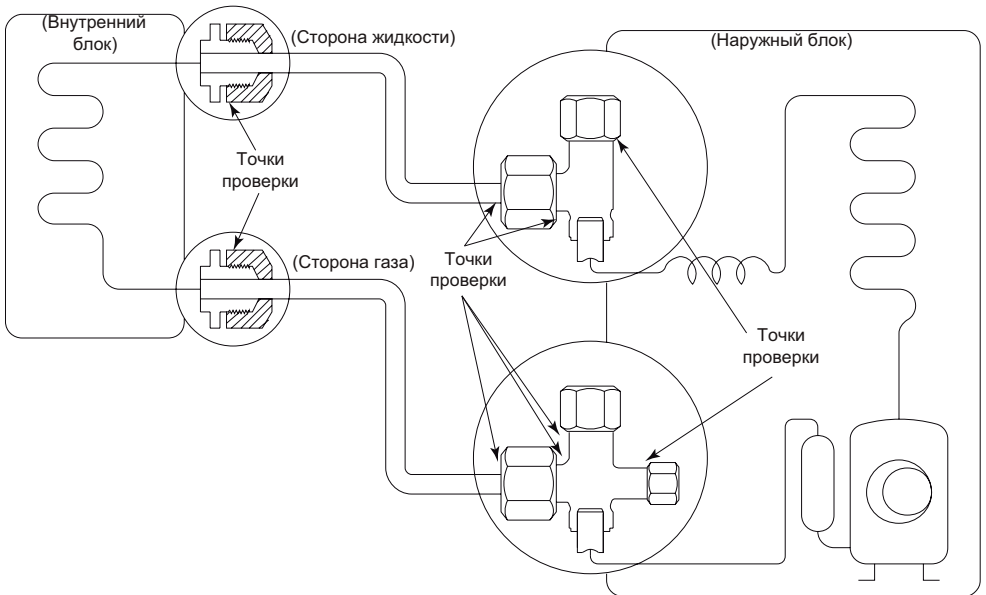 (Внутренний
блок)
(Сторона жидкости)
(Наружный блок)
Точки
проверки
(Сторона газа)
Точки
проверки
Точки
проверки